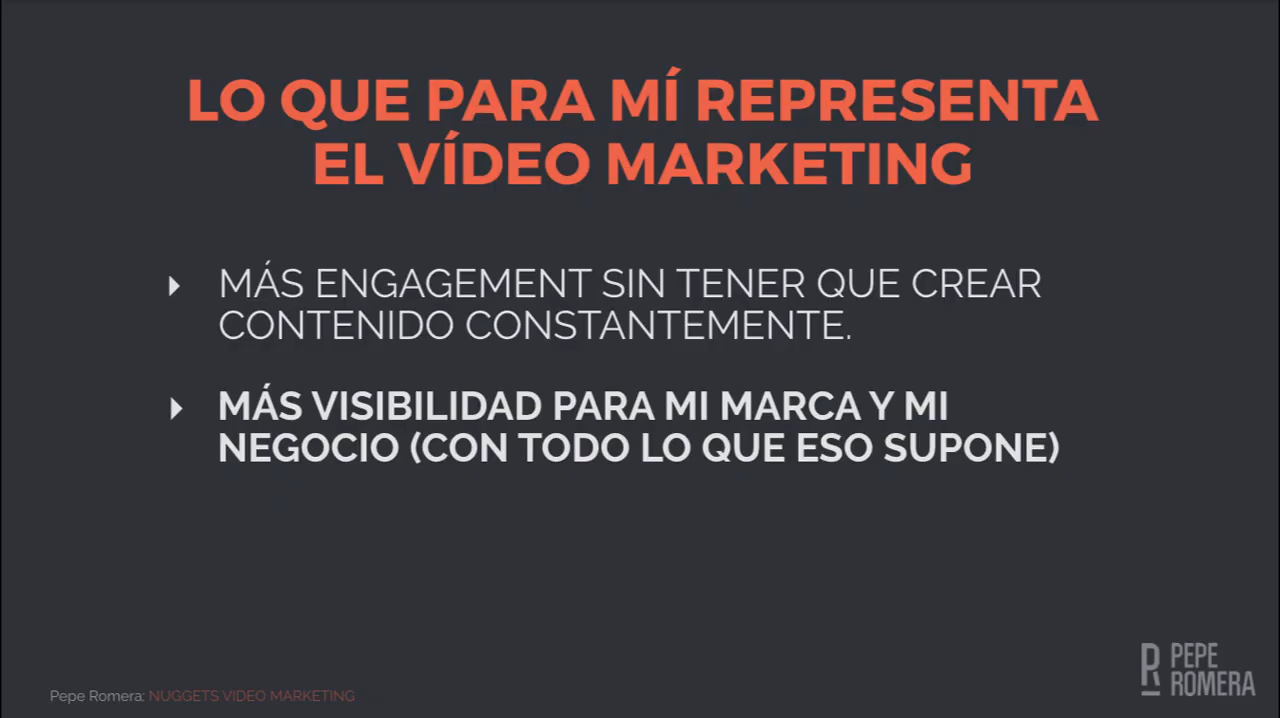 LO QUE PARA MÍ REPRESENTA
EL VÍDEO MARKETING
MÁS ENGAGEMENT SIN TENER QUE CREAR
CONTENIDO CONSTANTEMENTE.
MÁS VISIBILIDAD PARA MI MARCA Y MI
NEGOCIO (CON TODO LO QUE ESO SUPONE)
Pepe Romera: NUGGETS VIDEO MARKETING
PEPE
ROMERA